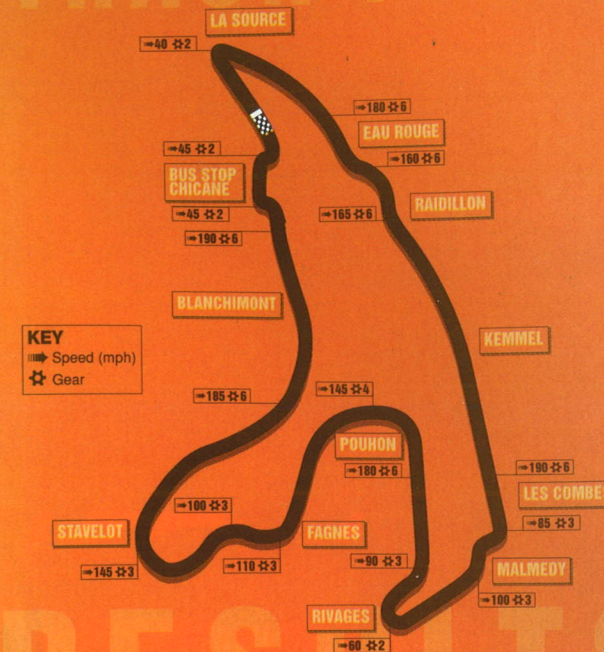 LA SOURCE
40 2
180 6
EAU ROUGE
45 2
160 6
BUS STOP
CHICANE
RAIDILLON
45 2
165 6
190 6
BLANCHIMONT
KEMMEL
KEY
Speed (mph)
Gear
145 4
185 6
POUHON
190 6
180 6
LES COMBE
100 3
85 3
STAVELOT
FAGNES
90 3
110 3
145 3
MALMEDY
100 3
RIVAGES
60 2